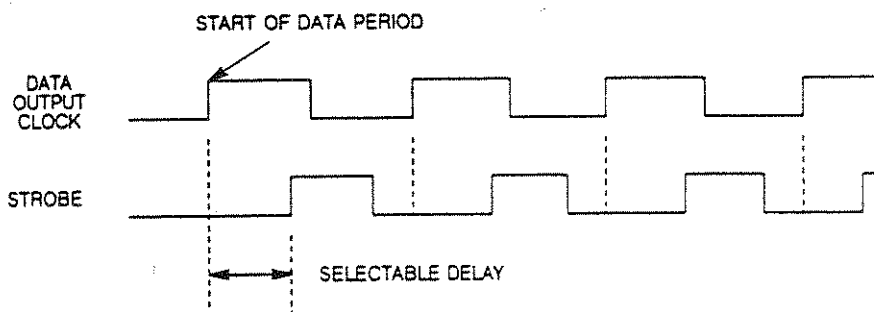 START OF DATA PERIOD
DATA
OUTPUT
CLOCK
STROBE
SELECTABLE DELAY